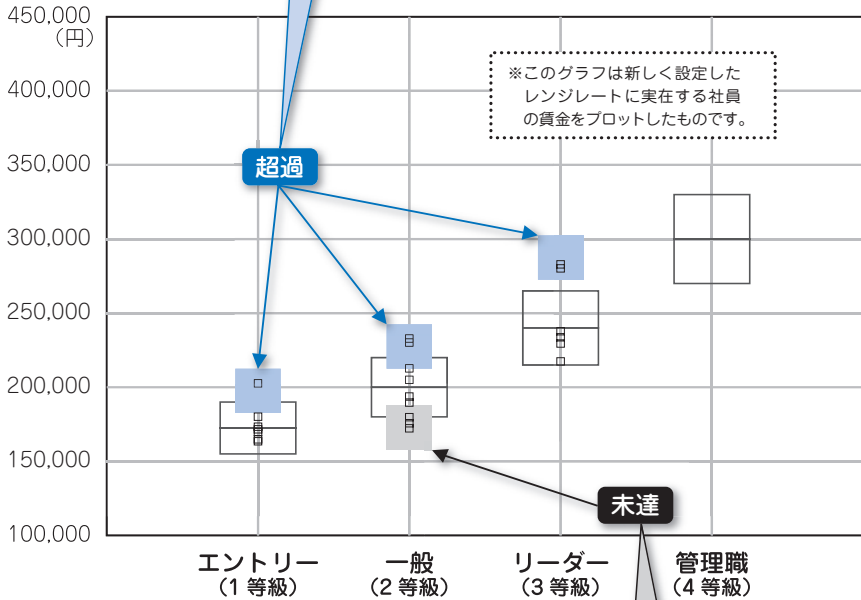 450,000
(円)
※このグラフは新しく設定した
レンジレートに実在する社員
の賃金をプロットしたものです。
400,000
350,000
超過
300,000
250,000
200,000
150,000
未達
100,000
エントリー
(1 等級)
一般
(2 等級)
リーダー
(3 等級)
管理職
(4 等級)